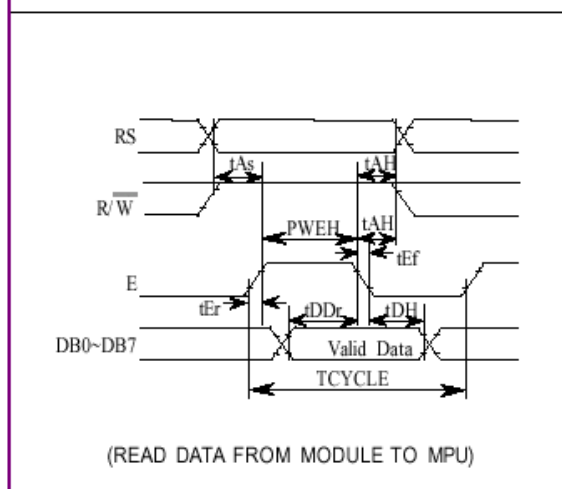 RS
tAs
tAH
R/W
PWEH
tAH
tEf
E
tEr
tDDr
tDH
DB0~DB7
Valid Data
TCYCLE
(READ DATA FROM MODULE TO MPU)